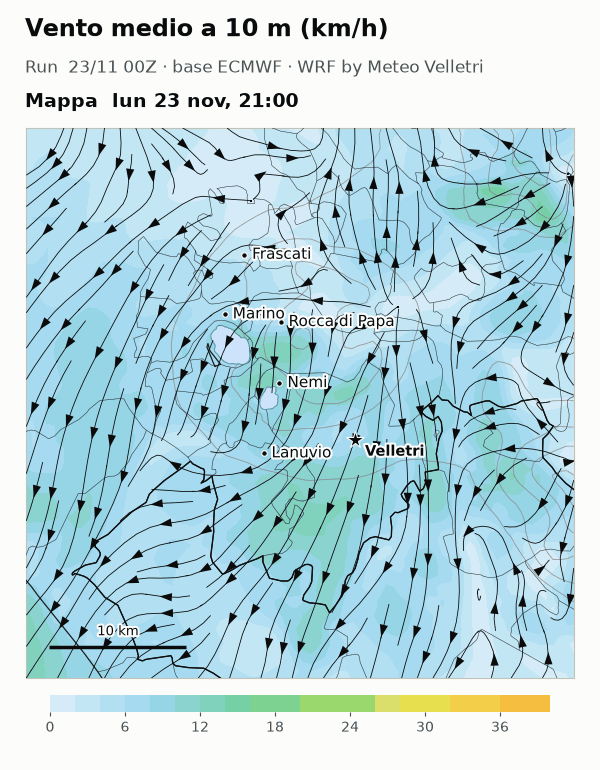 Vento medio a 10 m (km/h)
Run  23/11 00Z · base ECMWF · WRF by Meteo Velletri
Mappa  lun 23 nov, 21:00
Frascati
Marino
Rocca di Papa
Nemi
Velletri
Lanuvio
10 km
0 6 12 18 24 30 36